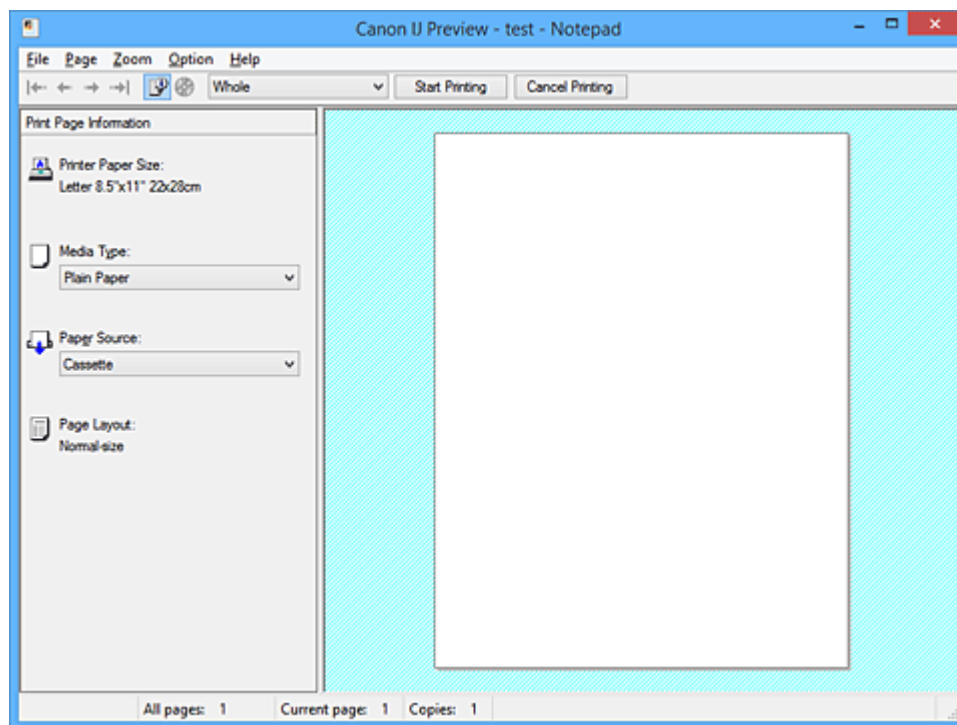 Canon IJ Preview - test - Notepad
File Page Zoom Option Help
Whole Start Printing Cancel Printing
Print Page Information
Printer Paper Size:
Letter 8.5"x11" 22x28cm
Media Type:
Plain Paper
Paper Source:
Cassette
Page Layout:
Normal-size
All pages: 1 Current page: 1 Copies: 1